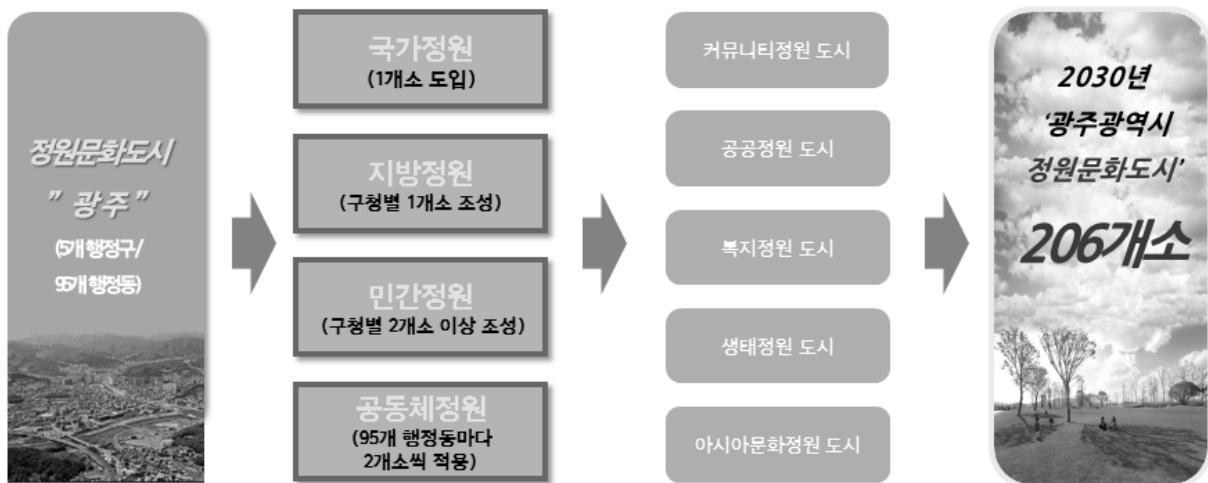 정원문화도시
” 광주 ”
(5개 행정구/
95개 행정동)
국가정원
(1개소 도입)
지방정원
(구청별 1개소 조성)
민간정원
(구청별 2개소 이상 조성)
공동체정원
(95개 행정동마다
2개소씩 적용)
커뮤니티정원 도시
공공정원 도시
복지정원 도시
생태정원 도시
아시아문화정원 도시
2030년
‘광주광역시
정원문화도시’
206개소